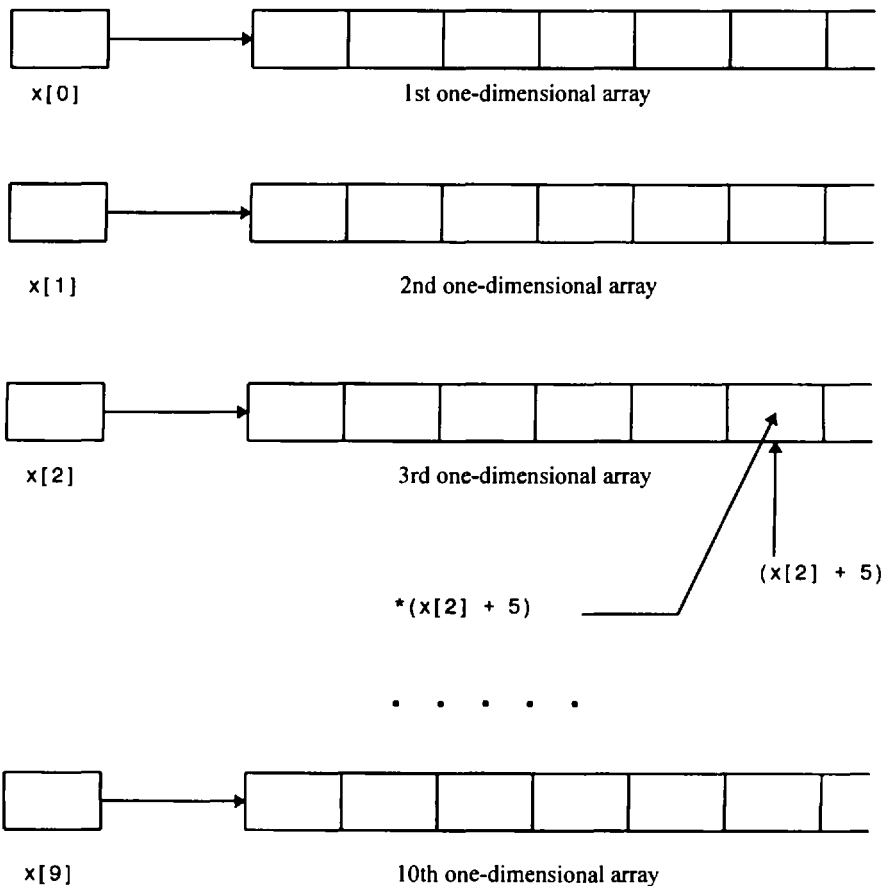 x[0]
1st one-dimensional array
x[1}
2nd one-dimensional array
x[2]
3rd one-dimensional array
(x[2] + 5)
*(x[2] + 5)
. . . . .
x[9]
10th one-dimensional array